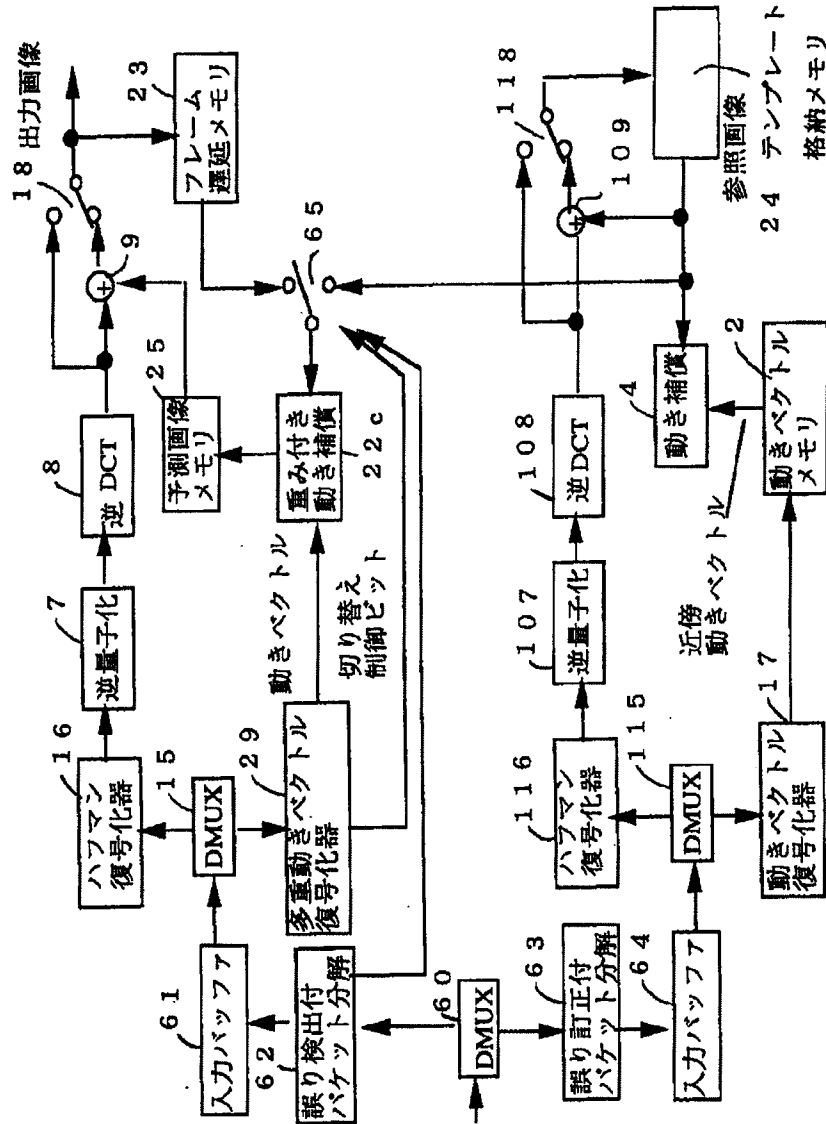 18
出力画像
9
23
フレーム
遅延メモリ
65
25
予測画像
メモリ
8
逆DCT
7
逆量子化
16
ハフマン
復号化器
重み付き
動き補償
22c
動きベクトル
切り替え
制御ビット
15
DMUX
29
多重動きベクトル
復号化器
61
入力バッファ
62
誤り検出付
パケット分解
60
DMUX
63
誤り訂正付
パケット分解
64
入力バッファ
118
109
参照画像
24 テンプレート
格納メモリ
108
逆DCT
107
逆量子化
116
ハフマン
復号化器
4
動き補償
2
動きベクトル
メモリ
近傍
動きベクトル
115
DMUX
17
動きベクトル
復号化器